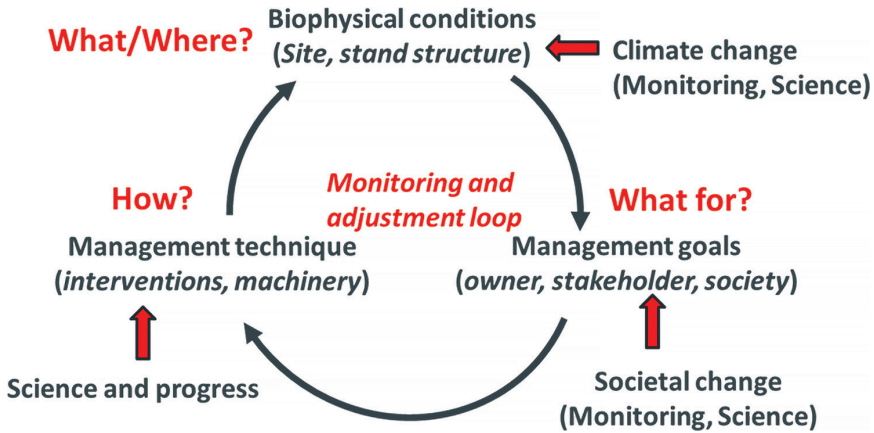 What/Where?
Biophysical conditions
(Site, stand structure)
Climate change
(Monitoring, Science)
How?
Monitoring and
adjustment loop
What for?
Management technique
(interventions, machinery)
Management goals
(owner, stakeholder, society)
Science and progress
Societal change
(Monitoring, Science)